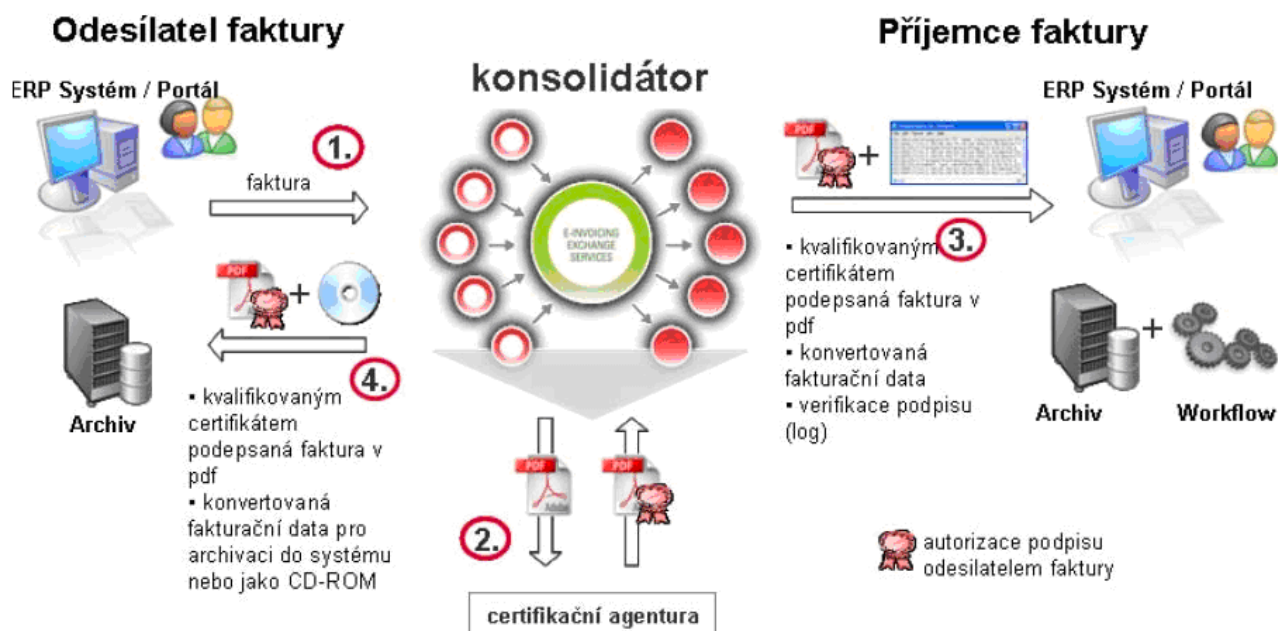 Odesílatel faktury
ERP Systém / Portál
1.
faktura
PDF
+
4.
Archiv
▪ kvalifikovaným
certifikátem
podepsaná faktura v
pdf
▪ konvertovaná
fakturační data pro
archivaci do systému
nebo jako CD-ROM
konsolidátor
E-INVOICING
EXCHANGE
SERVICES
2.
PDF
Adobe
PDF
certifikační agentura
Příjemce faktury
ERP Systém / Portál
PDF
+
3.
▪ kvalifikovaným
certifikátem
podepsaná faktura v
pdf
▪ konvertovaná
fakturační data
▪ verifikace podpisu
(log)
+
Archiv
Workflow
autorizace podpisu
odesilatelem faktury